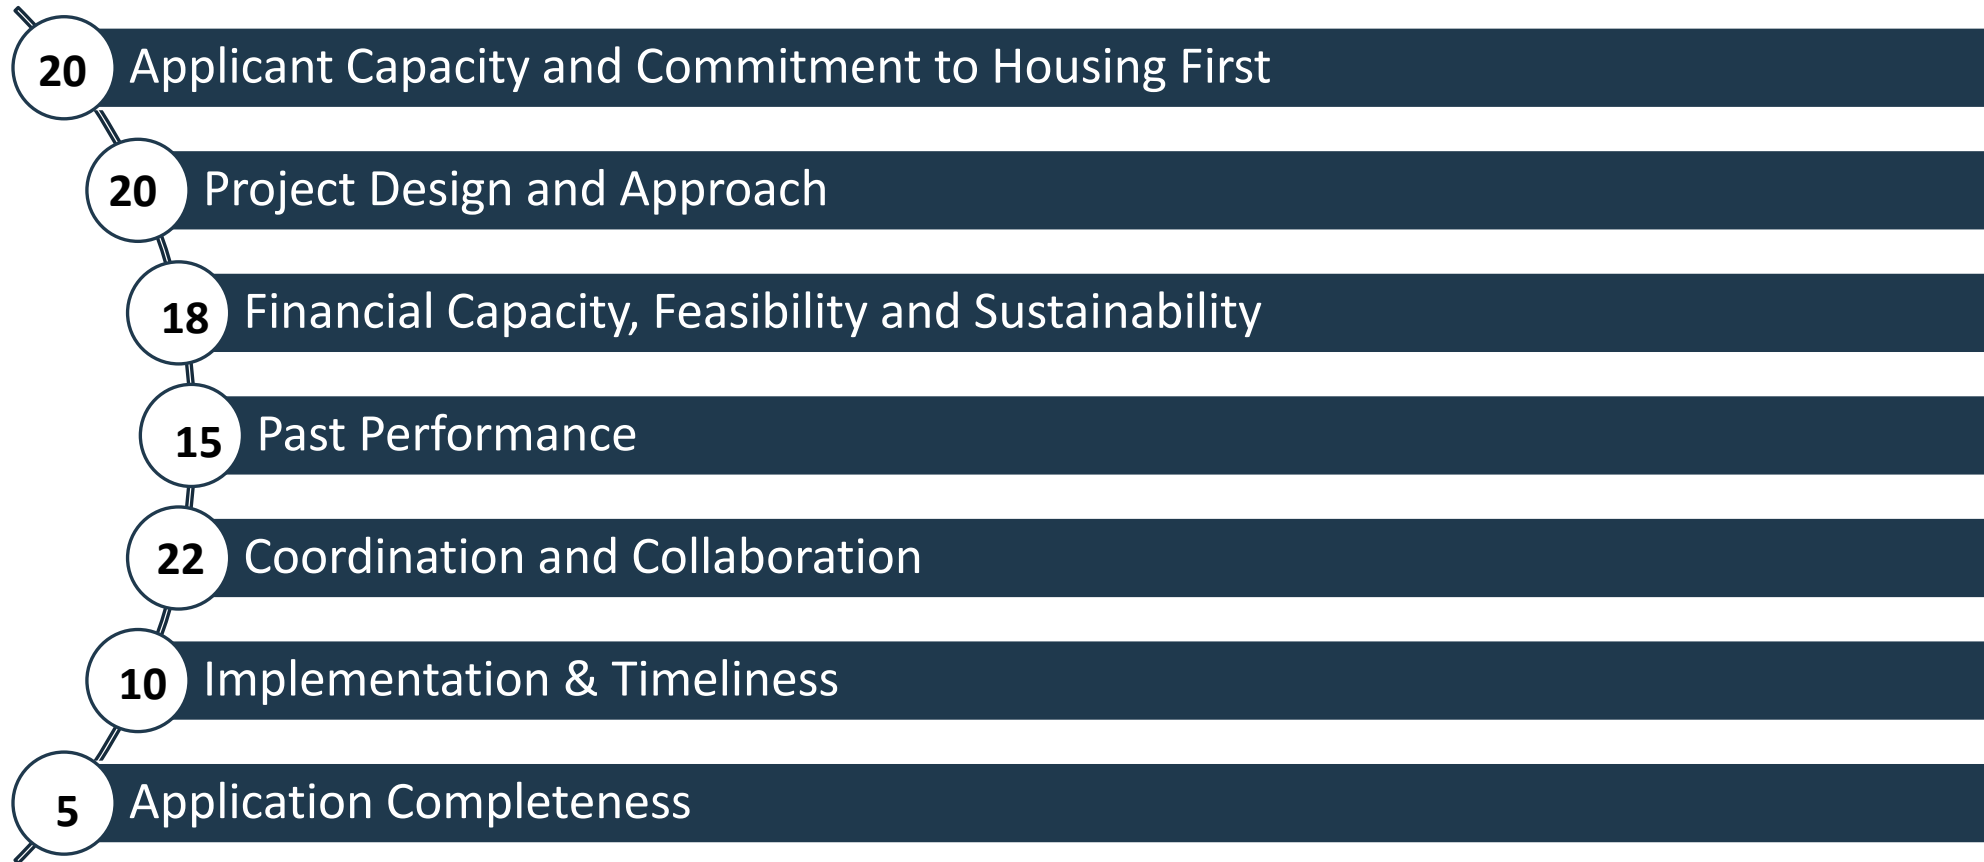 20 Applicant Capacity and Commitment to Housing First
20 Project Design and Approach
18 Financial Capacity, Feasibility and Sustainability
15 Past Performance
22 Coordination and Collaboration
10 Implementation & Timeliness
5 Application Completeness